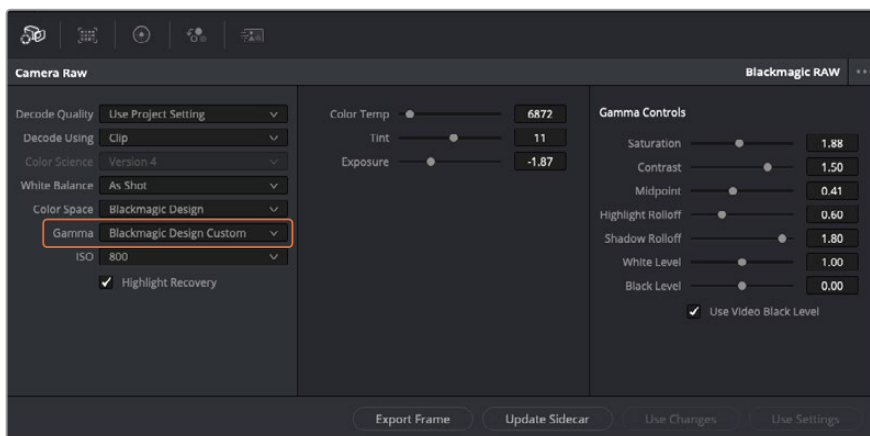 Camera Raw
Blackmagic RAW
Decode Quality Use Project Setting
Decode Using Clip
Color Science Version 4
White Balance As Shot
Color Space Blackmagic Design
Gamma Blackmagic Design Custom
ISO 800
Highlight Recovery
Color Temp 6872
Tint 11
Exposure -1.87
Gamma Controls
Saturation 1.88
Contrast 1.50
Midpoint 0.41
Highlight Rolloff 0.60
Shadow Rolloff 1.80
White Level 1.00
Black Level 0.00
Use Video Black Level
Export Frame
Update Sidecar
Use Changes
Use Settings